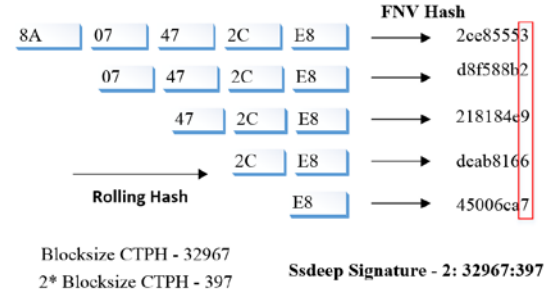 FNV Hash
8A 07 47 2C E8 2ce85553
07 47 2C E8 d8f588b2
47 2C E8 218184e9
2C E8 dcab8166
Rolling Hash
E8 45006ca7
Blocksize CTPH - 32967
2* Blocksize CTPH - 397
Ssdeep Signature - 2: 32967:397